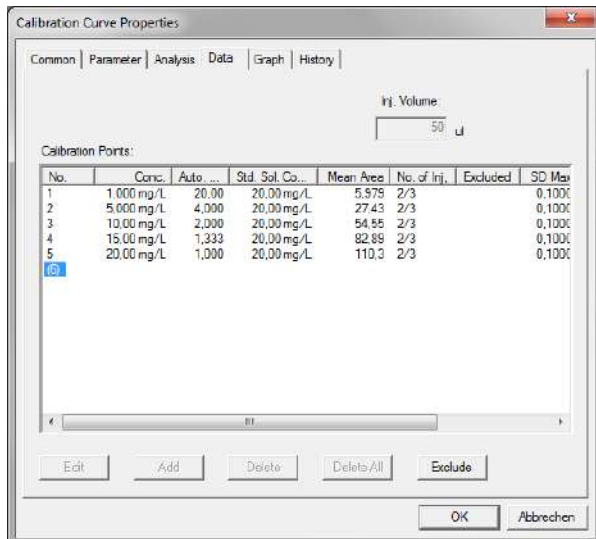 Calibration Curve Properties
Common Parameter Analysis Data Graph History
Inj. Volume
50 ul
Calibration Points:
No. Conc. Auto. ... Std. Sol. Co... Mean Area No. of Inj. Excluded SD Max
1 1,000 mg/L 20,00 20,00 mg/L 5,979 2/3 0,1000
2 5,000 mg/L 4,000 20,00 mg/L 27,43 2/3 0,1000
3 10,00 mg/L 2,000 20,00 mg/L 54,55 2/3 0,1000
4 15,00 mg/L 1,333 20,00 mg/L 82,89 2/3 0,1000
5 20,00 mg/L 1,000 20,00 mg/L 110,3 2/3 0,1000
(6)
Edit Add Delete Delete All Exclude
OK Abbrechen